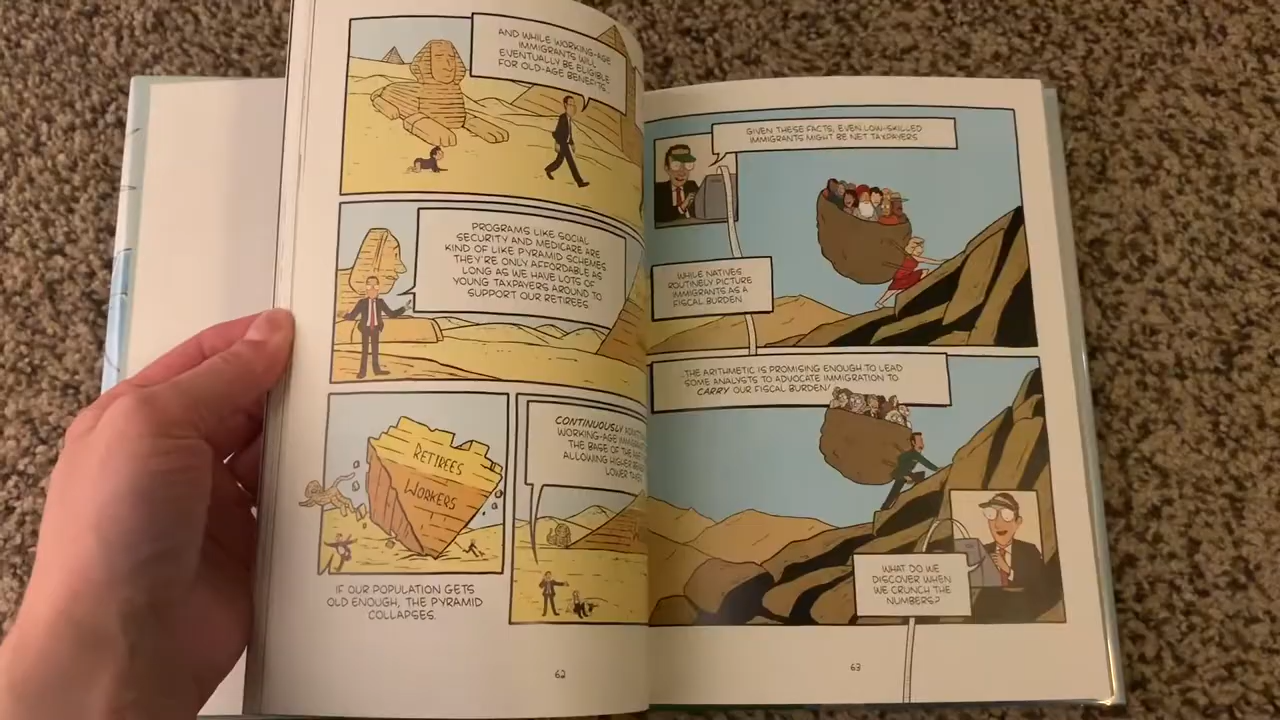 AND WHILE WORKING-AGE
IMMIGRANTS WILL
EVENTUALLY BE ELIGIBLE
FOR OLD-AGE BENEFITS,
PROGRAMS LIKE SOCIAL
SECURITY AND MEDICARE ARE
KIND OF LIKE PYRAMID SCHEMES.
THEY'RE ONLY AFFORDABLE AS
LONG AS WE HAVE LOTS OF
YOUNG TAXPAYERS AROUND TO
SUPPORT OUR RETIREES.
RETIREES
WORKERS
IF OUR POPULATION GETS
OLD ENOUGH, THE PYRAMID
COLLAPSES.
CONTINUOUSLY
WORKING-AGE
THE BASE OF THE
ALLOWING HIGHER
LOWER
62
GIVEN THESE FACTS, EVEN LOW-SKILLED
IMMIGRANTS MIGHT BE NET TAXPAYERS.
WHILE NATIVES
ROUTINELY PICTURE
IMMIGRANTS AS A
FISCAL BURDEN
THE ARITHMETIC IS PROMISING ENOUGH TO LEAD
SOME ANALYSTS TO ADVOCATE IMMIGRATION TO
CARRY OUR FISCAL BURDEN!
WHAT DO WE
DISCOVER WHEN
WE CRUNCH THE
NUMBERS?
63